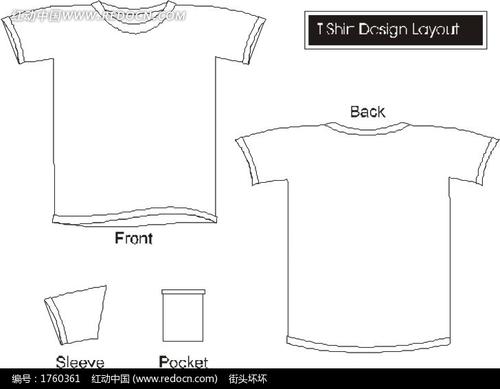 红动中国 WWW.REDOCN.COM
T Shirt Design Layout
Back
Front
Sleeve
Pocket
编号：1760361 红动中国 (www.redocn.com) 街头坏坏